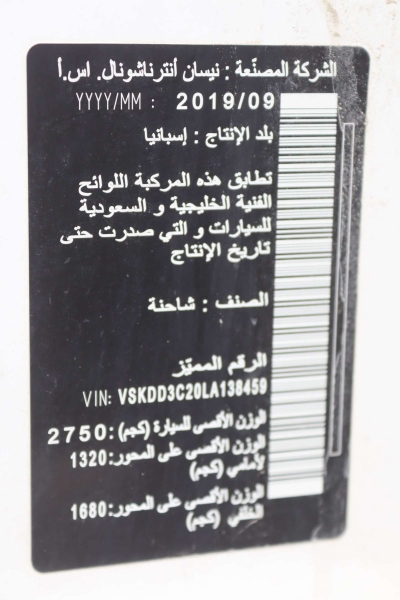 الشركة المصنّعة : نيسان أنترناشونال. اس.أ
YYYY/MM : 2019/09
بلد الإنتاج : إسبانيا
تطابق هذه المركبة اللوائح
الفنية الخليجية و السعودية
للسيارات و التي صدرت حتى
تاريخ الإنتاج
الصنف : شاحنة
الرقم المميّز
VIN: VSKDD3C20LA138459
الوزن الأقصى للسيارة (كجم): 2750
الوزن الأقصى على المحور: 1320
لأمامي (كجم)
الوزن الأقصى على المحور: 1680
الخلفي (كجم)